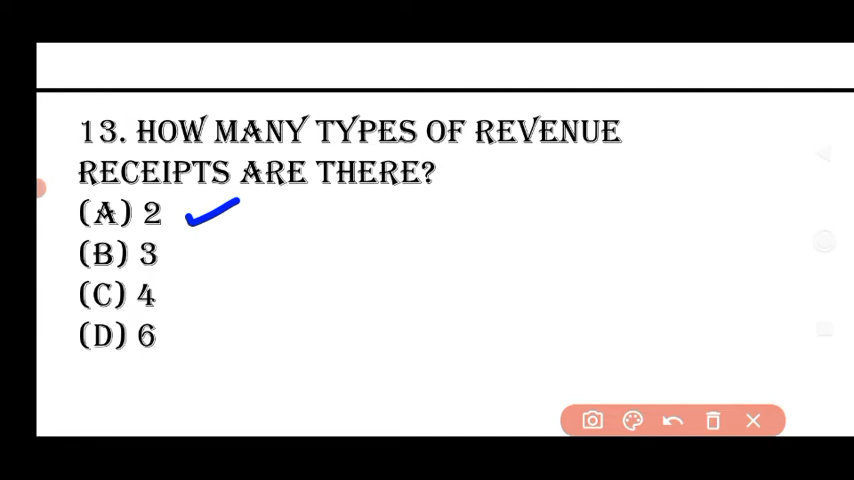 13. HOW MANY TYPES OF REVENUE
RECEIPTS ARE THERE?
(A) 2
(B) 3
(C) 4
(D) 6